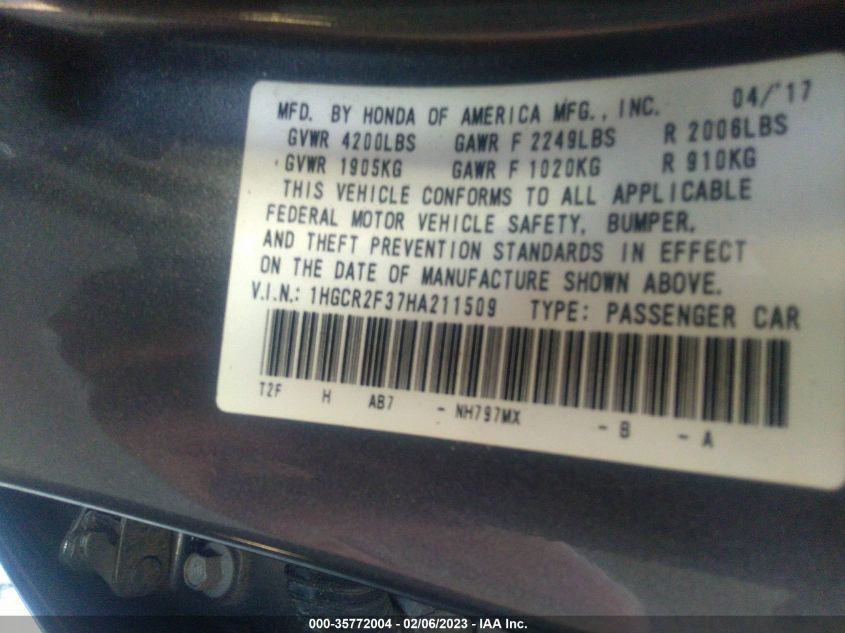 MFD. BY HONDA OF AMERICA MFG., INC. 04/'17
GVWR 4200LBS GAWR F 2249LBS R 2006LBS
GVWR 1905KG GAWR F 1020KG R 910KG
THIS VEHICLE CONFORMS TO ALL APPLICABLE
FEDERAL MOTOR VEHICLE SAFETY, BUMPER,
AND THEFT PREVENTION STANDARDS IN EFFECT
ON THE DATE OF MANUFACTURE SHOWN ABOVE.
V.I.N.: 1HGCR2F37HA211509 TYPE: PASSENGER CAR
T2F H AB7 - NH797MX - B - A
000-35772004 - 02/06/2023 - IAA Inc.